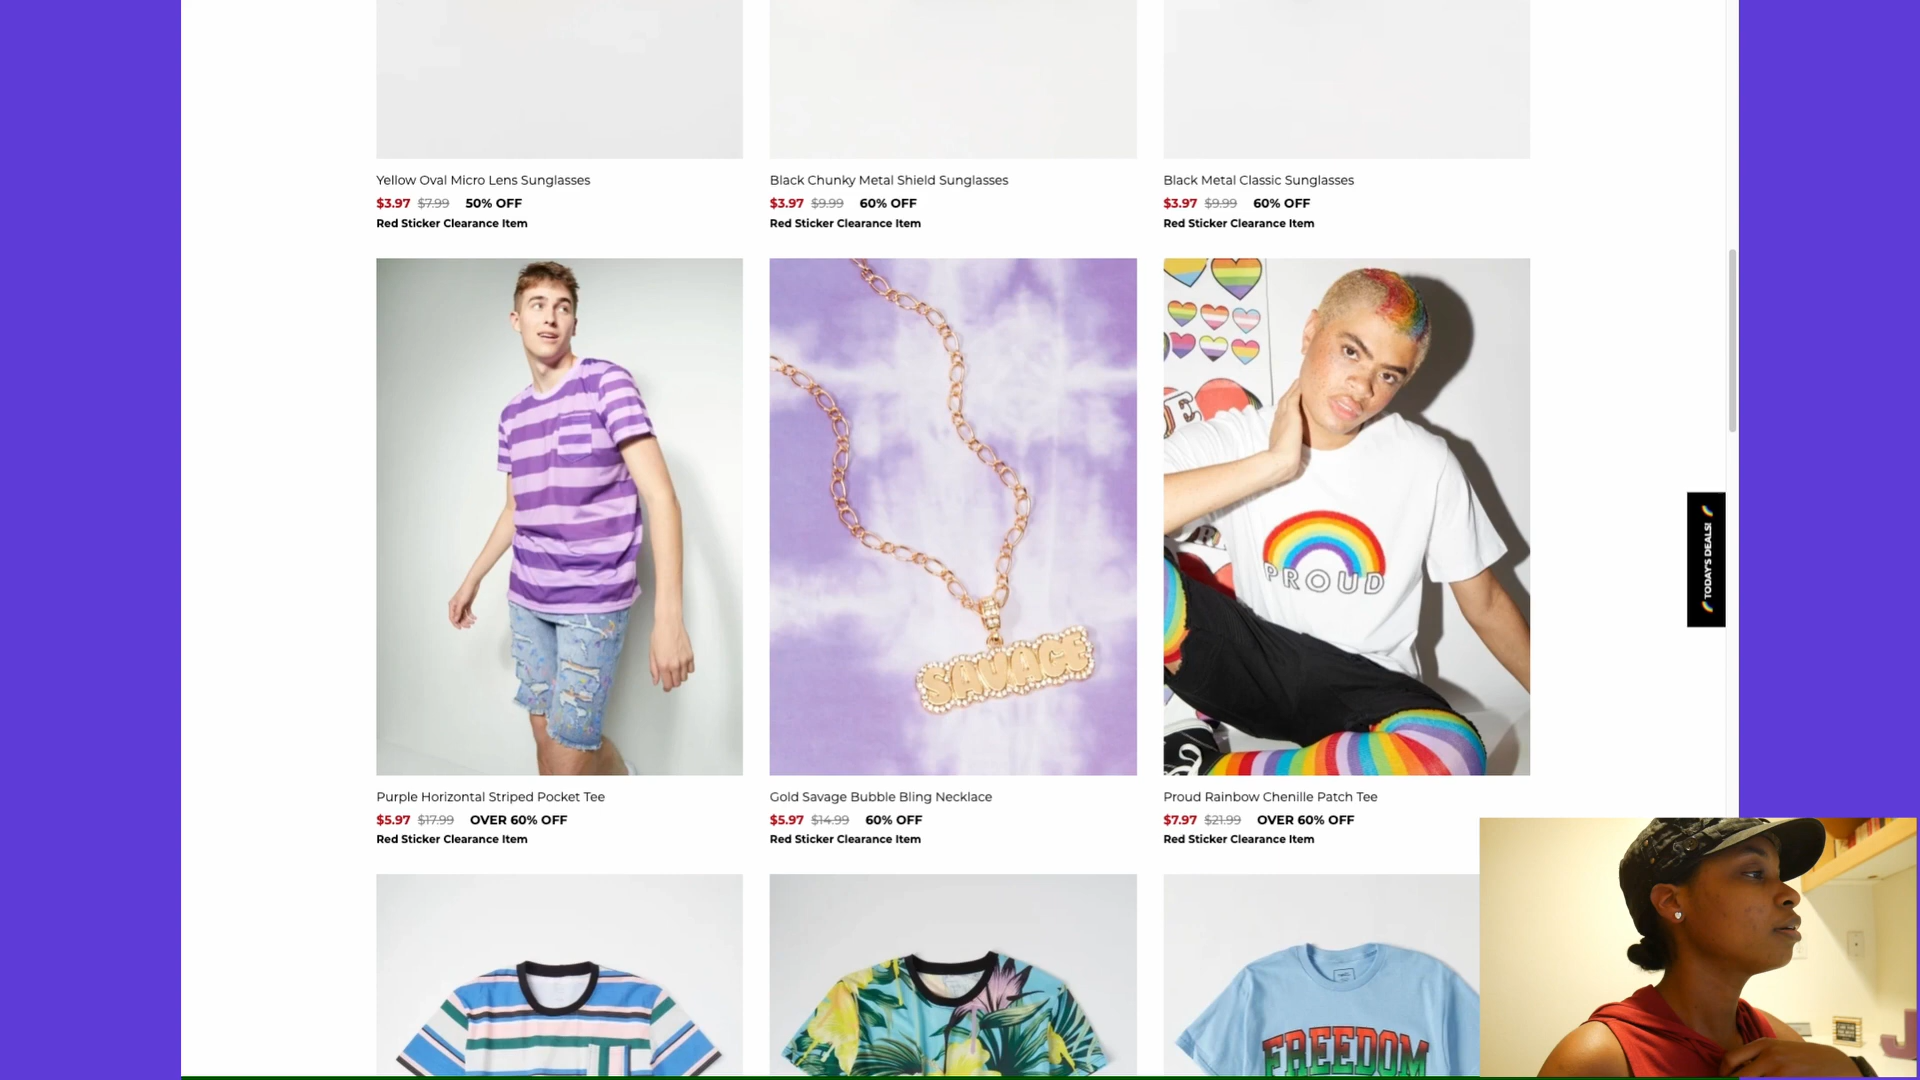 Yellow Oval Micro Lens Sunglasses
$3.97 $7.99 50% OFF
Red Sticker Clearance Item
Black Chunky Metal Shield Sunglasses
$3.97 $9.99 60% OFF
Red Sticker Clearance Item
Black Metal Classic Sunglasses
$3.97 $9.99 60% OFF
Red Sticker Clearance Item
SAVAGE
PROUD
TODAY'S DEALS!
Purple Horizontal Striped Pocket Tee
$5.97 $17.99 OVER 60% OFF
Red Sticker Clearance Item
Gold Savage Bubble Bling Necklace
$5.97 $14.99 60% OFF
Red Sticker Clearance Item
Proud Rainbow Chenille Patch Tee
$7.97 $21.99 OVER 60% OFF
Red Sticker Clearance Item
FREEDOM